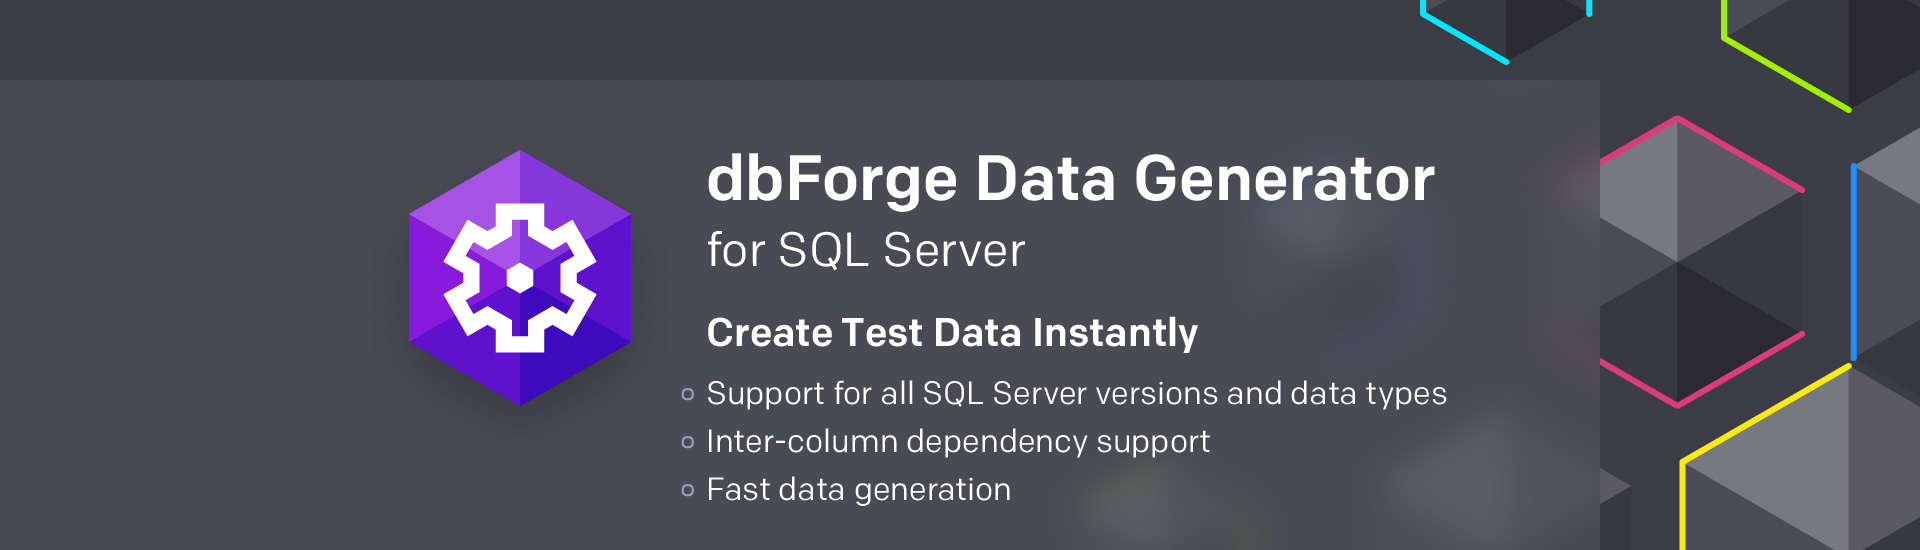 dbForge Data Generator
for SQL Server
Create Test Data Instantly
Support for all SQL Server versions and data types
Inter-column dependency support
Fast data generation